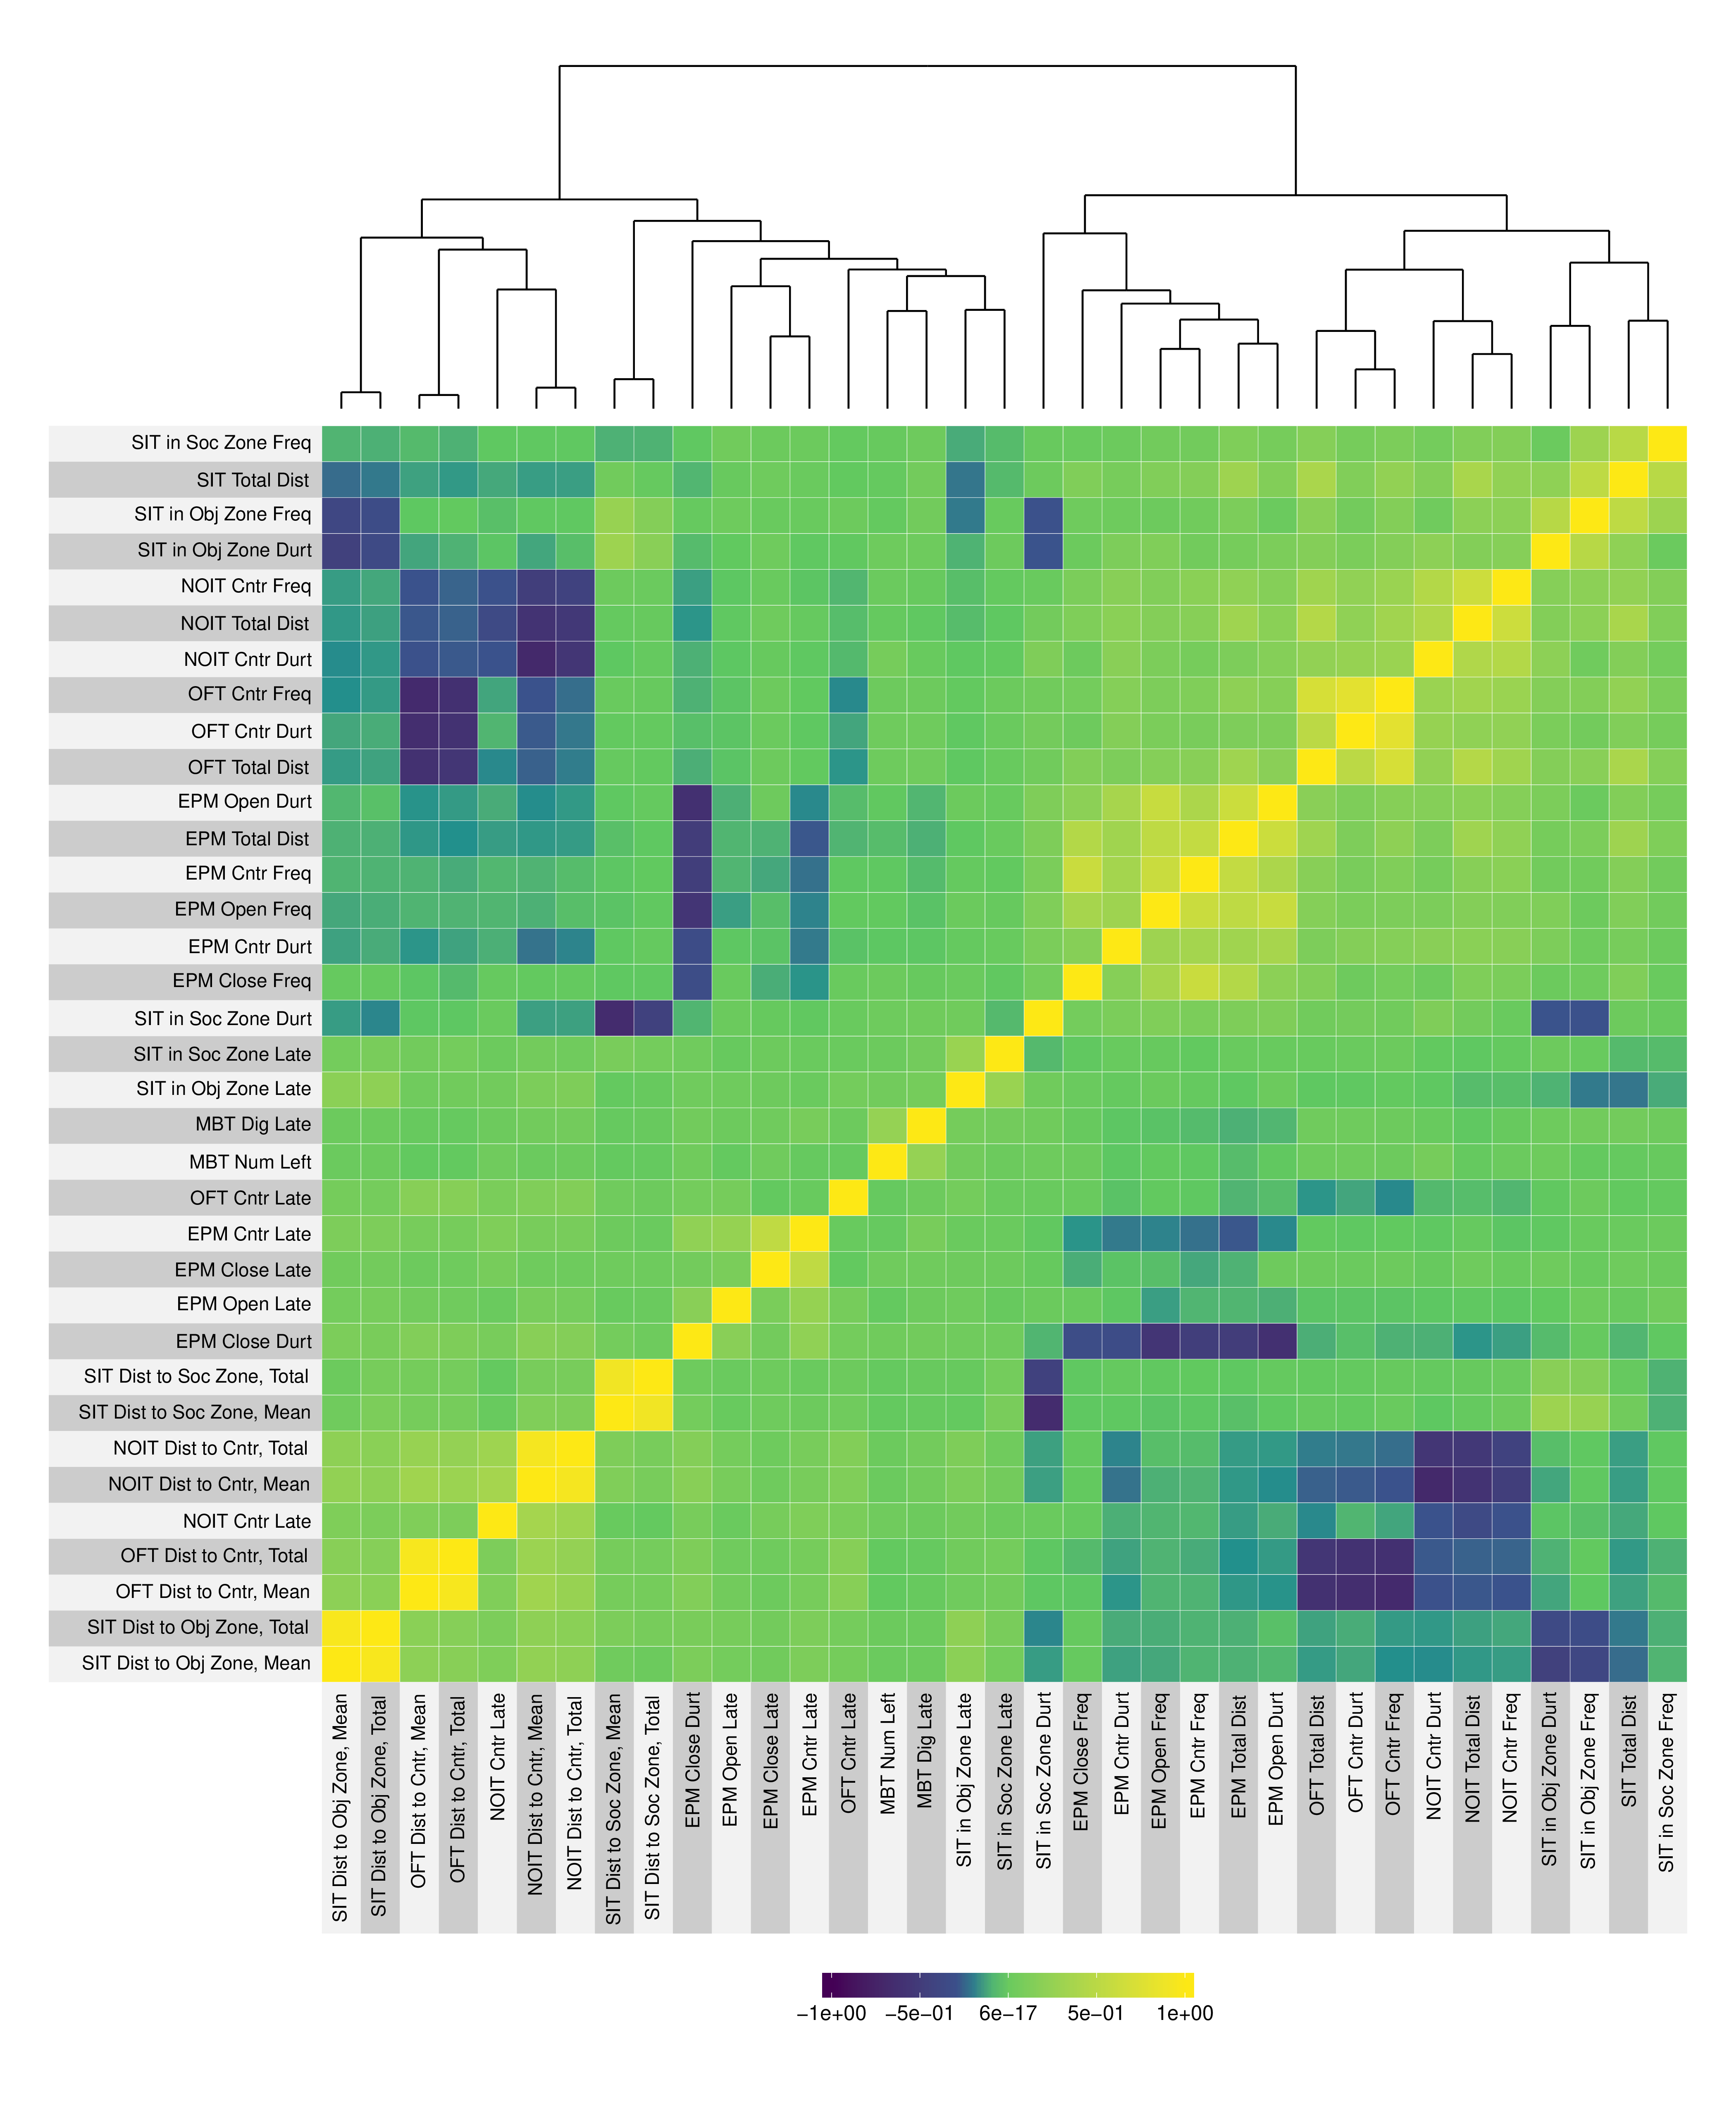 SIT in Soc Zone Freq
SIT Total Dist
SIT in Obj Zone Freq
SIT in Obj Zone Durt
NOIT Cntr Freq
NOIT Total Dist
NOIT Cntr Durt
OFT Cntr Freq
OFT Cntr Durt
OFT Total Dist
EPM Open Durt
EPM Total Dist
EPM Cntr Freq
EPM Open Freq
EPM Cntr Durt
EPM Close Freq
SIT in Soc Zone Durt
SIT in Soc Zone Late
SIT in Obj Zone Late
MBT Dig Late
MBT Num Left
OFT Cntr Late
EPM Cntr Late
EPM Close Late
EPM Open Late
EPM Close Durt
SIT Dist to Soc Zone, Total
SIT Dist to Soc Zone, Mean
NOIT Dist to Cntr, Total
NOIT Dist to Cntr, Mean
NOIT Cntr Late
OFT Dist to Cntr, Total
OFT Dist to Cntr, Mean
SIT Dist to Obj Zone, Total
SIT Dist to Obj Zone, Mean
SIT Dist to Obj Zone, Mean
SIT Dist to Obj Zone, Total
OFT Dist to Cntr, Mean
OFT Dist to Cntr, Total
NOIT Cntr Late
NOIT Dist to Cntr, Mean
NOIT Dist to Cntr, Total
SIT Dist to Soc Zone, Mean
SIT Dist to Soc Zone, Total
EPM Close Durt
EPM Open Late
EPM Close Late
EPM Cntr Late
OFT Cntr Late
MBT Num Left
MBT Dig Late
SIT in Obj Zone Late
SIT in Soc Zone Late
SIT in Soc Zone Durt
EPM Close Freq
EPM Cntr Durt
EPM Open Freq
EPM Cntr Freq
EPM Total Dist
EPM Open Durt
OFT Total Dist
OFT Cntr Durt
OFT Cntr Freq
NOIT Cntr Durt
NOIT Total Dist
NOIT Cntr Freq
SIT in Obj Zone Durt
SIT in Obj Zone Freq
SIT Total Dist
SIT in Soc Zone Freq
−1e+00 −5e−01 6e−17 5e−01 1e+00